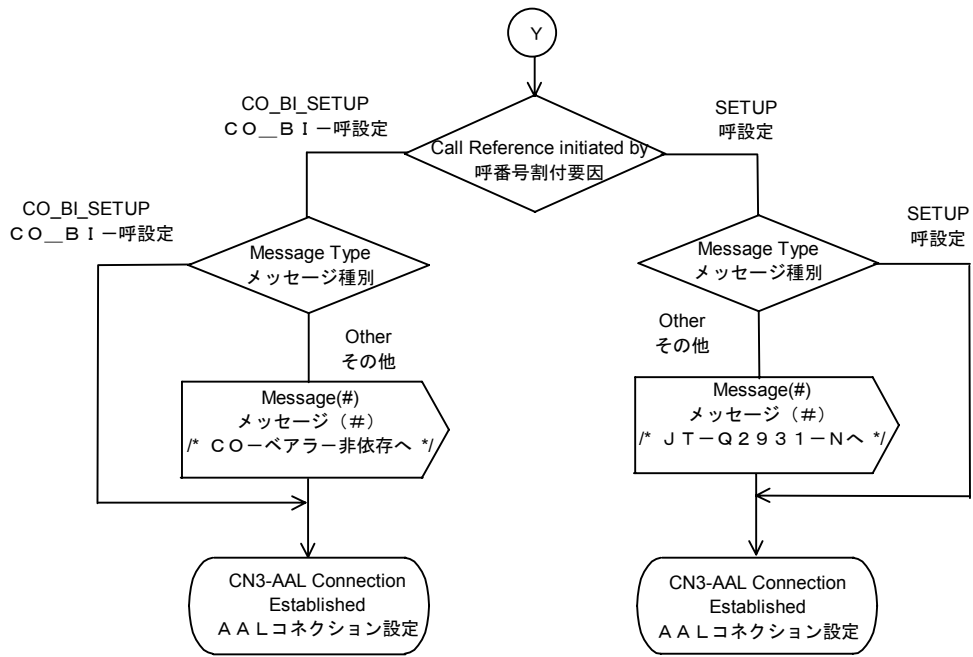 Y
CO_BI_SETUP
ＣＯ＿ＢＩ－呼設定
SETUP
呼設定
Call Reference initiated by
呼番号割付要因
CO_BI_SETUP
ＣＯ＿ＢＩ－呼設定
Message Type
メッセージ種別
Message Type
メッセージ種別
SETUP
呼設定
Other
その他
Other
その他
Message(#)
メッセージ（＃）
/* ＣＯ－ベアラー非依存へ */
Message(#)
メッセージ（＃）
/* ＪＴ－Ｑ２９３１－Ｎへ */
CN3-AAL Connection
Established
ＡＡＬコネクション設定
CN3-AAL Connection
Established
ＡＡＬコネクション設定